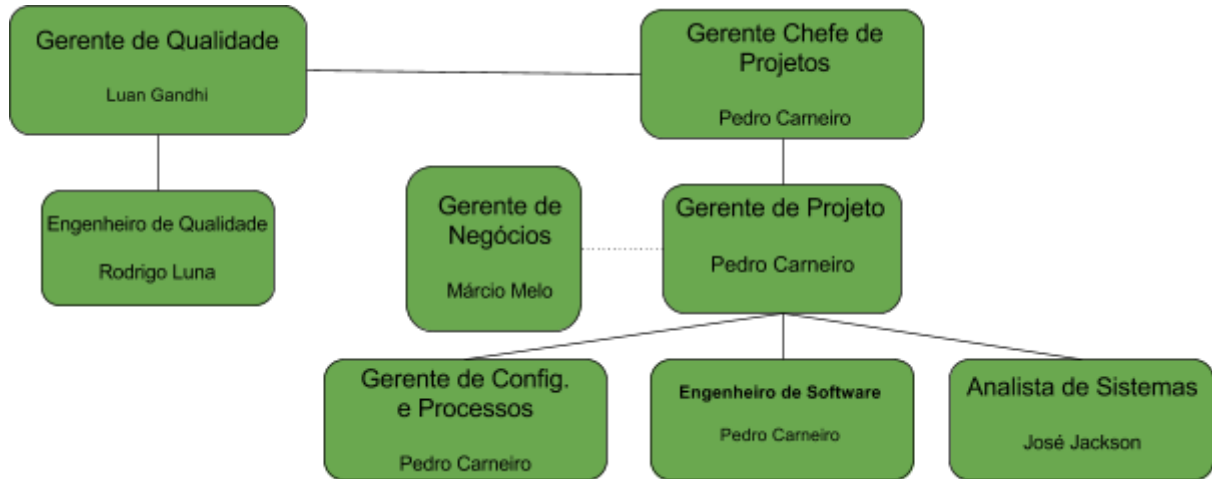 Gerente de Qualidade
Luan Gandhi
Gerente Chefe de
Projetos
Pedro Carneiro
Engenheiro de Qualidade
Rodrigo Luna
Gerente de
Negócios
Márcio Melo
Gerente de Projeto
Pedro Carneiro
Gerente de Config.
e Processos
Pedro Carneiro
Engenheiro de Software
Pedro Carneiro
Analista de Sistemas
José Jackson